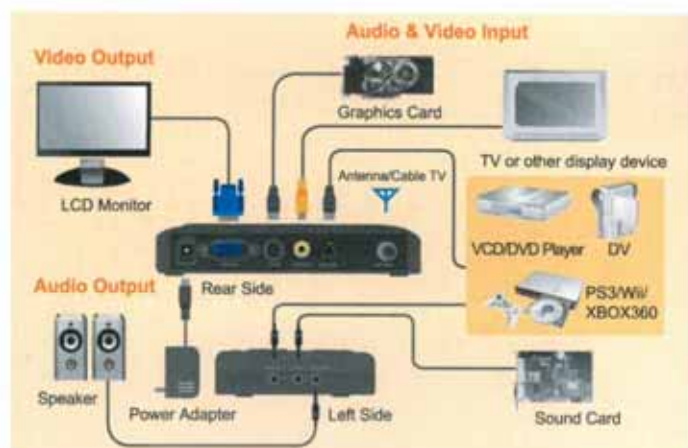 Audio & Video Input
Video Output
Graphics Card
TV or other display device
Antenna/Cable TV
LCD Monitor
VCD/DVD Player
DV
Rear Side
Audio Output
PS3/Wii/
XBOX360
Speaker
Power Adapter
Left Side
Sound Card